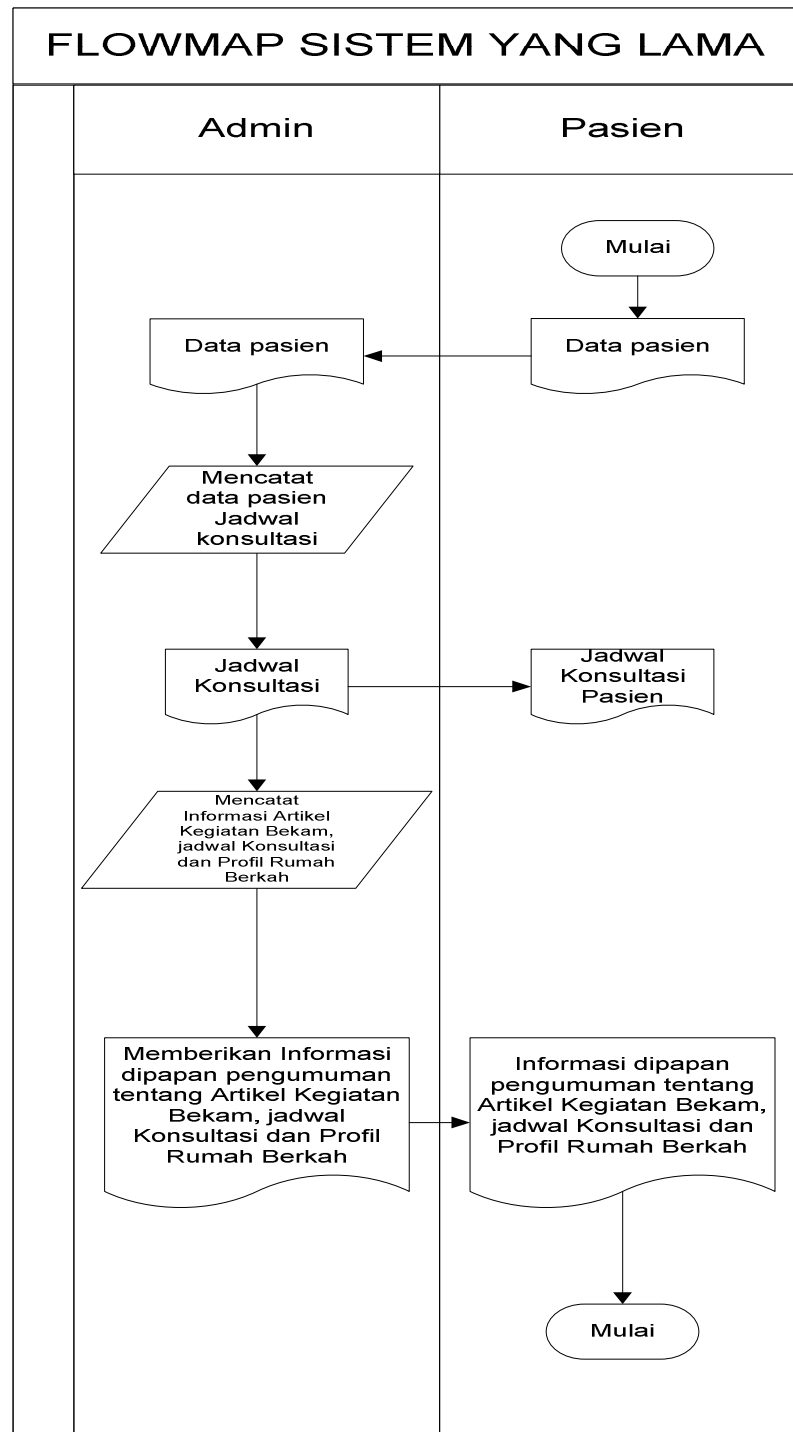 FLOWMAP SISTEM YANG LAMA
Admin
Pasien
Mulai
Data pasien
Data pasien
Mencatat
data pasien
Jadwal
konsultasi
Jadwal
Konsultasi
Jadwal
Konsultasi
Pasien
Mencatat
Informasi Artikel
Kegiatan Bekam,
jadwal Konsultasi
dan Profil Rumah
Berkah
Memberikan Informasi
dipapan pengumuman
tentang Artikel Kegiatan
Bekam, jadwal
Konsultasi dan Profil
Rumah Berkah
Informasi dipapan
pengumuman tentang
Artikel Kegiatan Bekam,
jadwal Konsultasi dan
Profil Rumah Berkah
Mulai